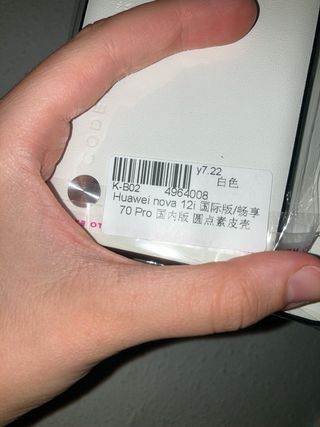 CODE
y7.22
白色
K-B02 4964008
Huawei nova 12i 国际版/畅享
70 Pro 国内版 圆点素皮壳